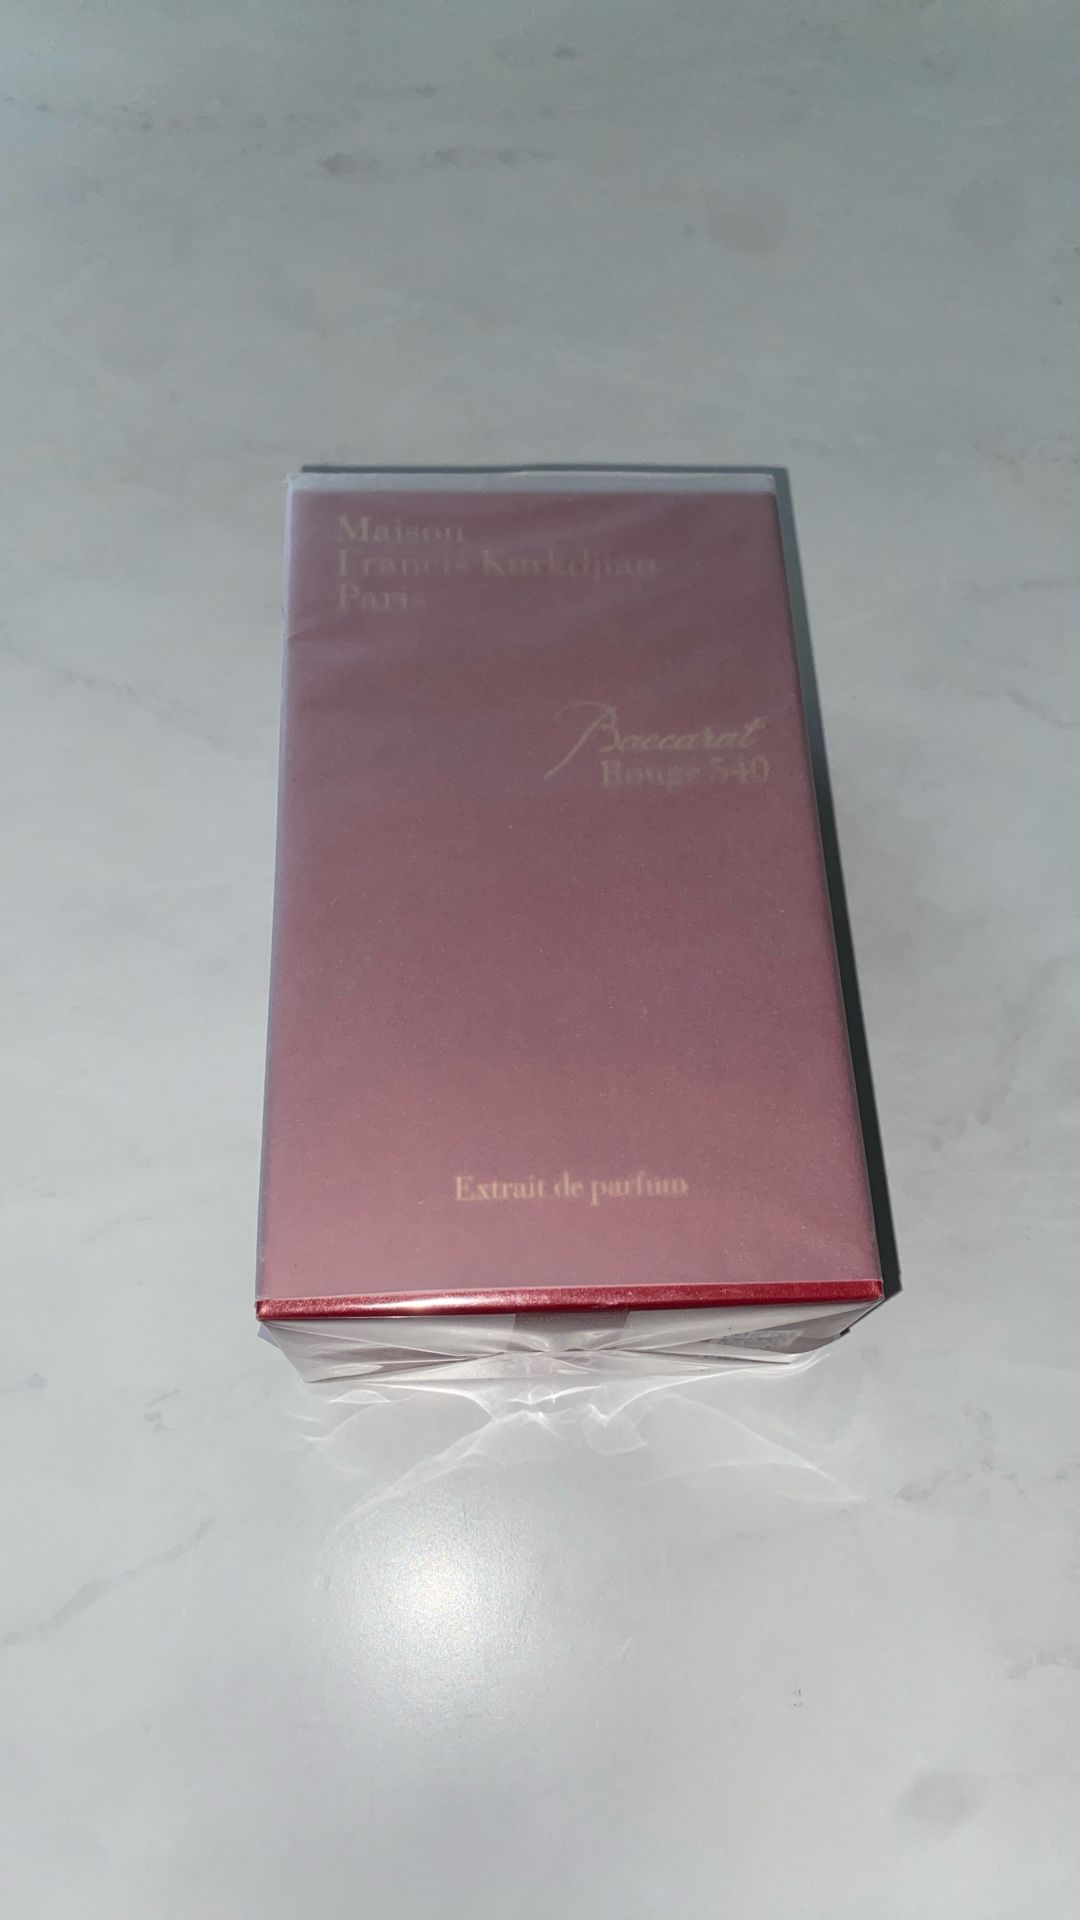 Maison
Francis Kurkdjian
Paris
Baccarat
Rouge 540
Extrait de parfum